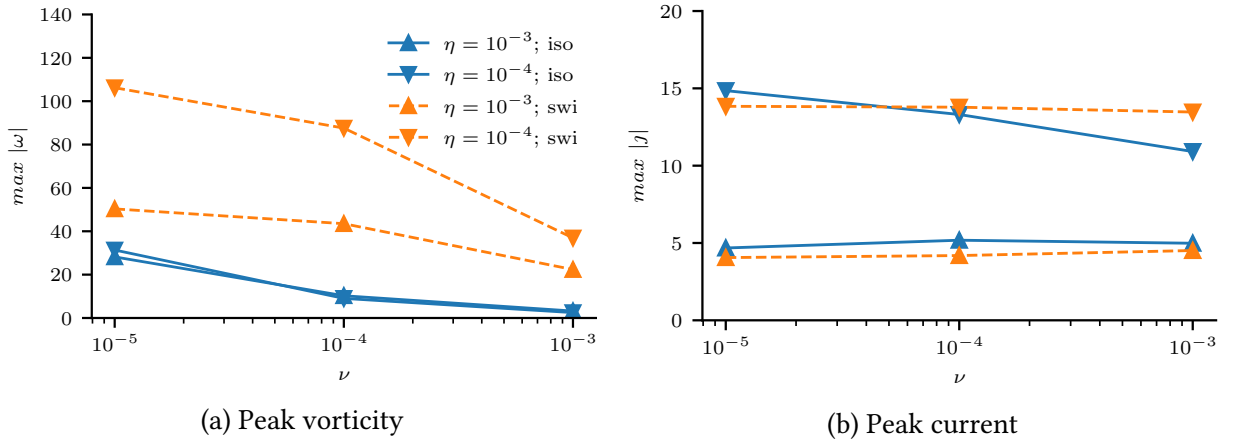 140
120
100
80
60
40
20
0
max |ω|
η = 10⁻³; iso
η = 10⁻⁴; iso
η = 10⁻³; swi
η = 10⁻⁴; swi
10⁻⁵ 10⁻⁴ 10⁻³
ν
(a) Peak vorticity
20
15
10
5
0
max |ȷ|
10⁻⁵ 10⁻⁴ 10⁻³
ν
(b) Peak current